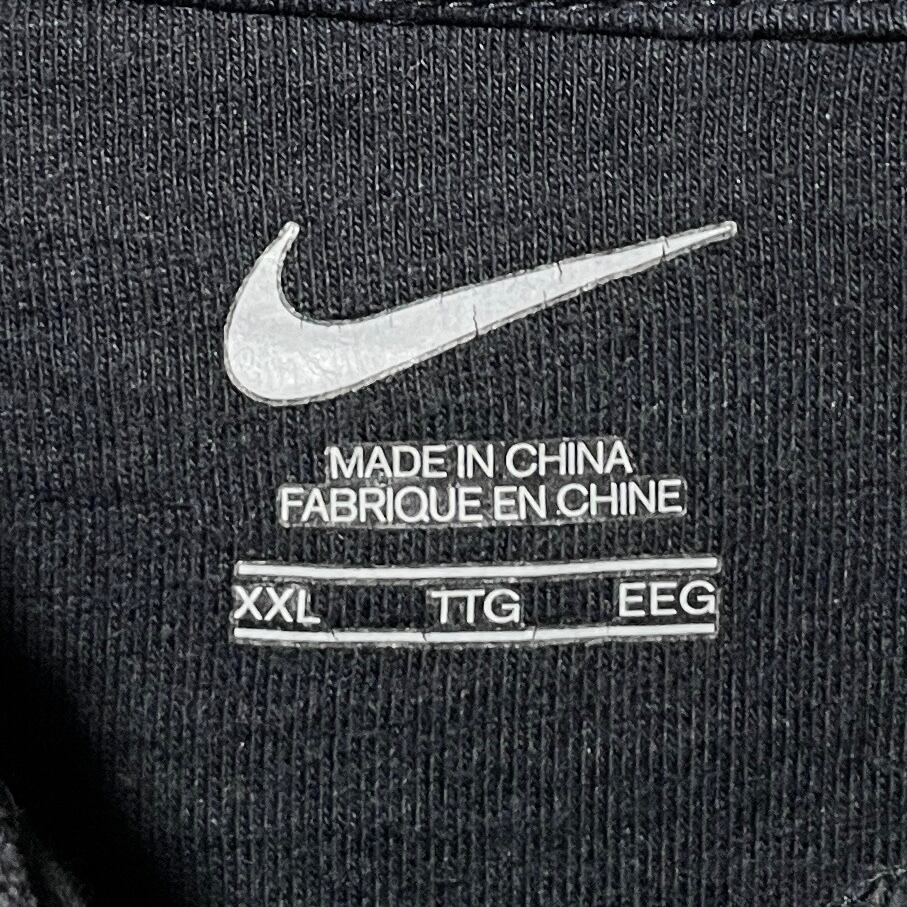 MADE IN CHINA
FABRIQUE EN CHINE
XXL TTG EEG